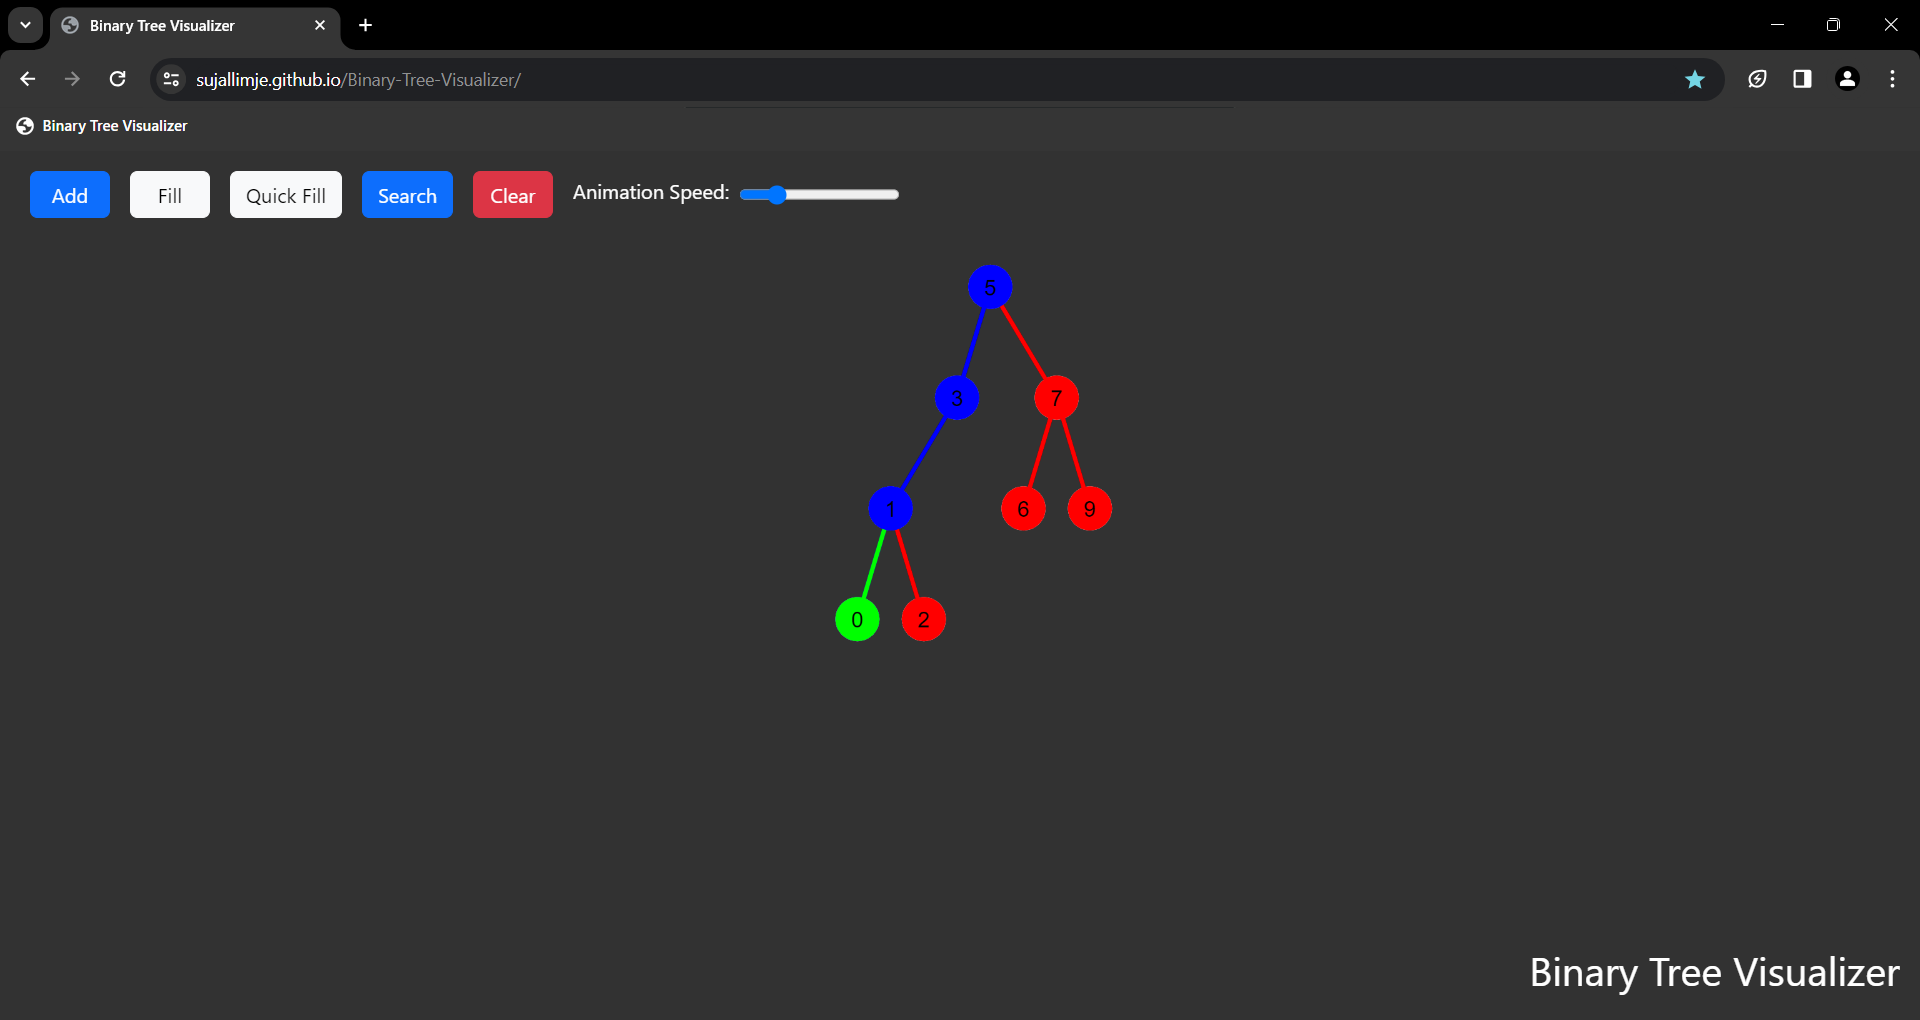 Binary Tree Visualizer
sujallimje.github.io/Binary-Tree-Visualizer/
Binary Tree Visualizer
Add Fill Quick Fill Search Clear Animation Speed:
5
3 7
1 6 9
0 2
Binary Tree Visualizer